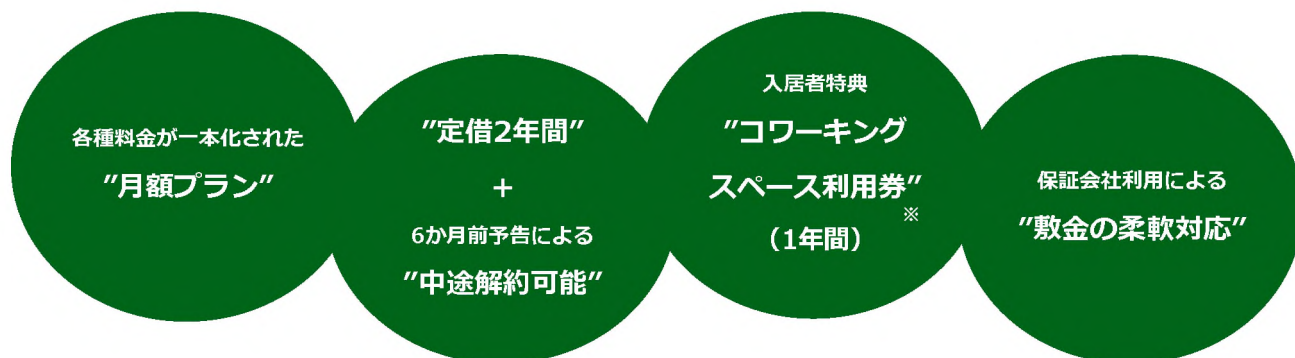 各種料金が一本化された
”月額プラン”
”定借2年間”
+
6か月前予告による
”中途解約可能”
入居者特典
”コワーキング
スペース利用券”
※
（1年間）
保証会社利用による
”敷金の柔軟対応”